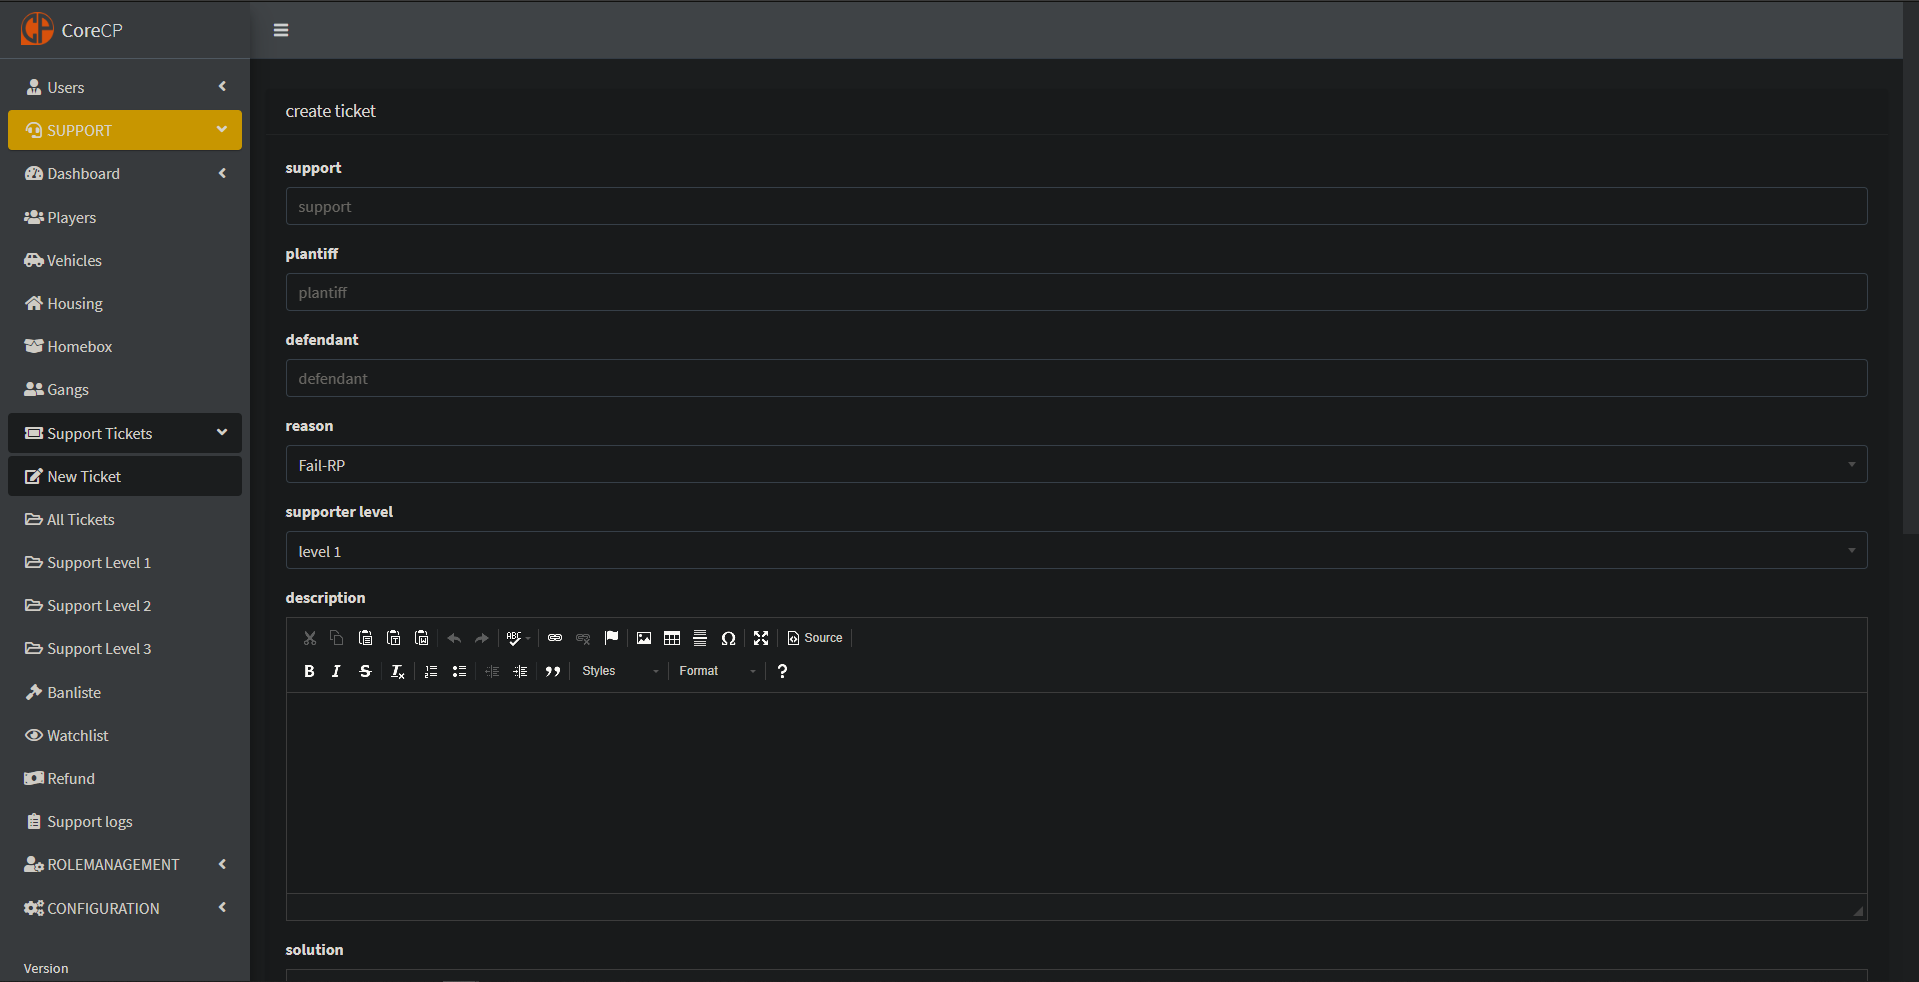 CoreCP
Users
SUPPORT
Dashboard
Players
Vehicles
Housing
Homebox
Gangs
Support Tickets
New Ticket
All Tickets
Support Level 1
Support Level 2
Support Level 3
Banliste
Watchlist
Refund
Support logs
ROLEMANAGEMENT
CONFIGURATION
Version
create ticket
support
support
plantiff
plantiff
defendant
defendant
reason
Fail-RP
supporter level
level 1
description
ABC Ω Source
B I S Ix Styles Format ?
solution